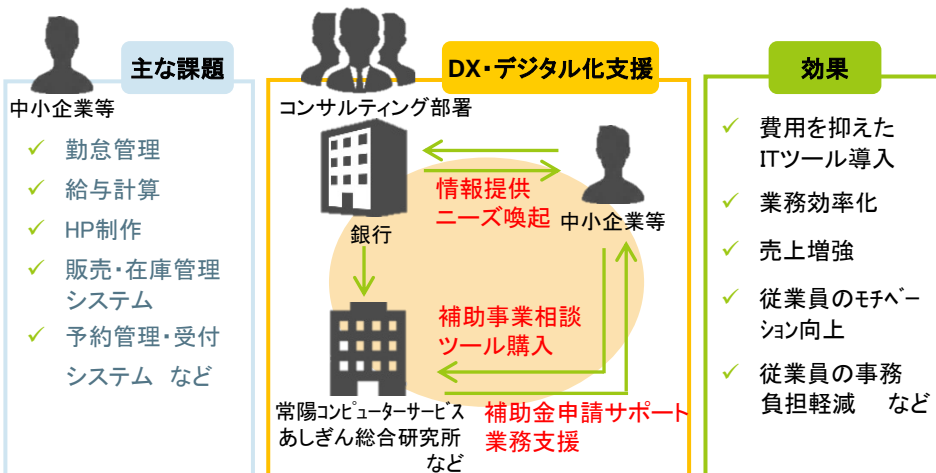 主な課題
中小企業等
✓ 勤怠管理
✓ 給与計算
✓ HP制作
✓ 販売・在庫管理
システム
✓ 予約管理・受付
システム など
DX・デジタル化支援
コンサルティング部署
銀行
情報提供
ニーズ喚起
中小企業等
補助事業相談
ツール購入
常陽ｺﾝﾋﾟｭｰﾀｰｻｰﾋﾞｽ
あしぎん総合研究所
など
補助金申請サポート
業務支援
効果
✓ 費用を抑えた
ITツール導入
✓ 業務効率化
✓ 売上増強
✓ 従業員のﾓﾁﾍﾞｰ
ｼｮﾝ向上
✓ 従業員の事務
負担軽減 など